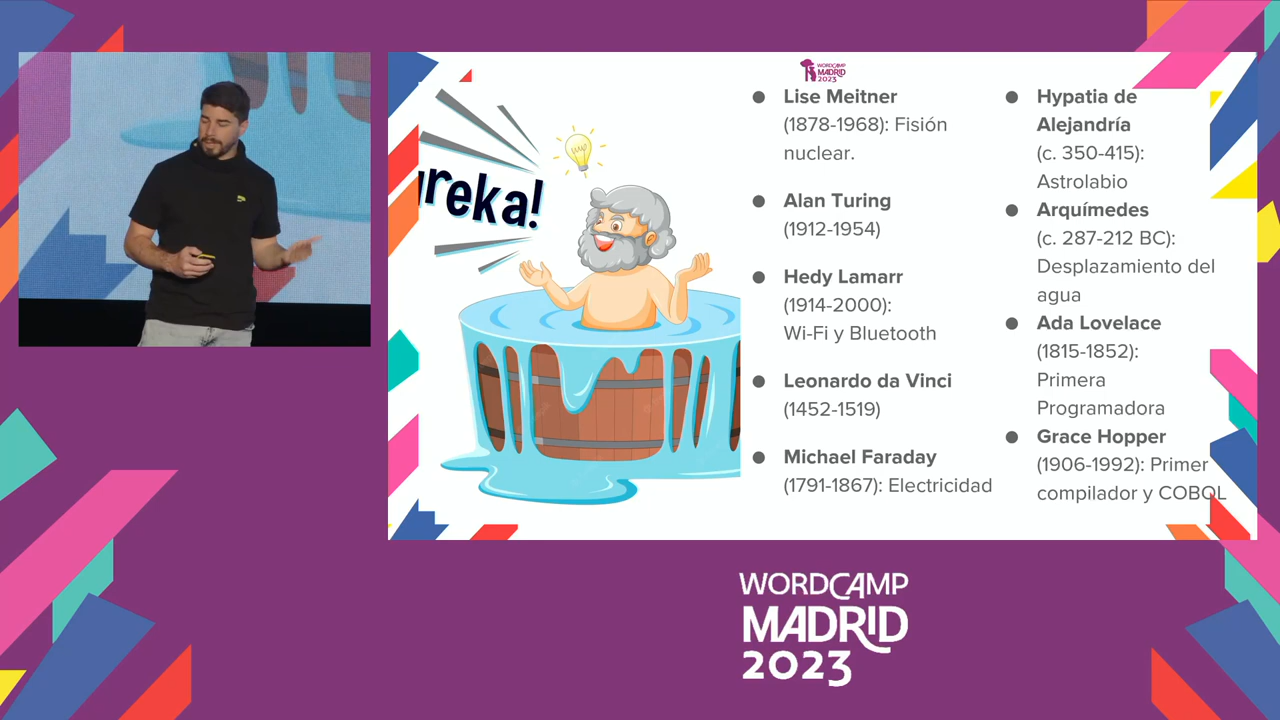 WORDCAMP
MADRID
2023
ureka!
Lise Meitner
(1878-1968): Fisión
nuclear.
Alan Turing
(1912-1954)
Hedy Lamarr
(1914-2000):
Wi-Fi y Bluetooth
Leonardo da Vinci
(1452-1519)
Michael Faraday
(1791-1867): Electricidad
Hypatia de
Alejandría
(c. 350-415):
Astrolabio
Arquímedes
(c. 287-212 BC):
Desplazamiento del
agua
Ada Lovelace
(1815-1852):
Primera
Programadora
Grace Hopper
(1906-1992): Primer
compilador y COBOL
WORDCAMP
MADRID
2023